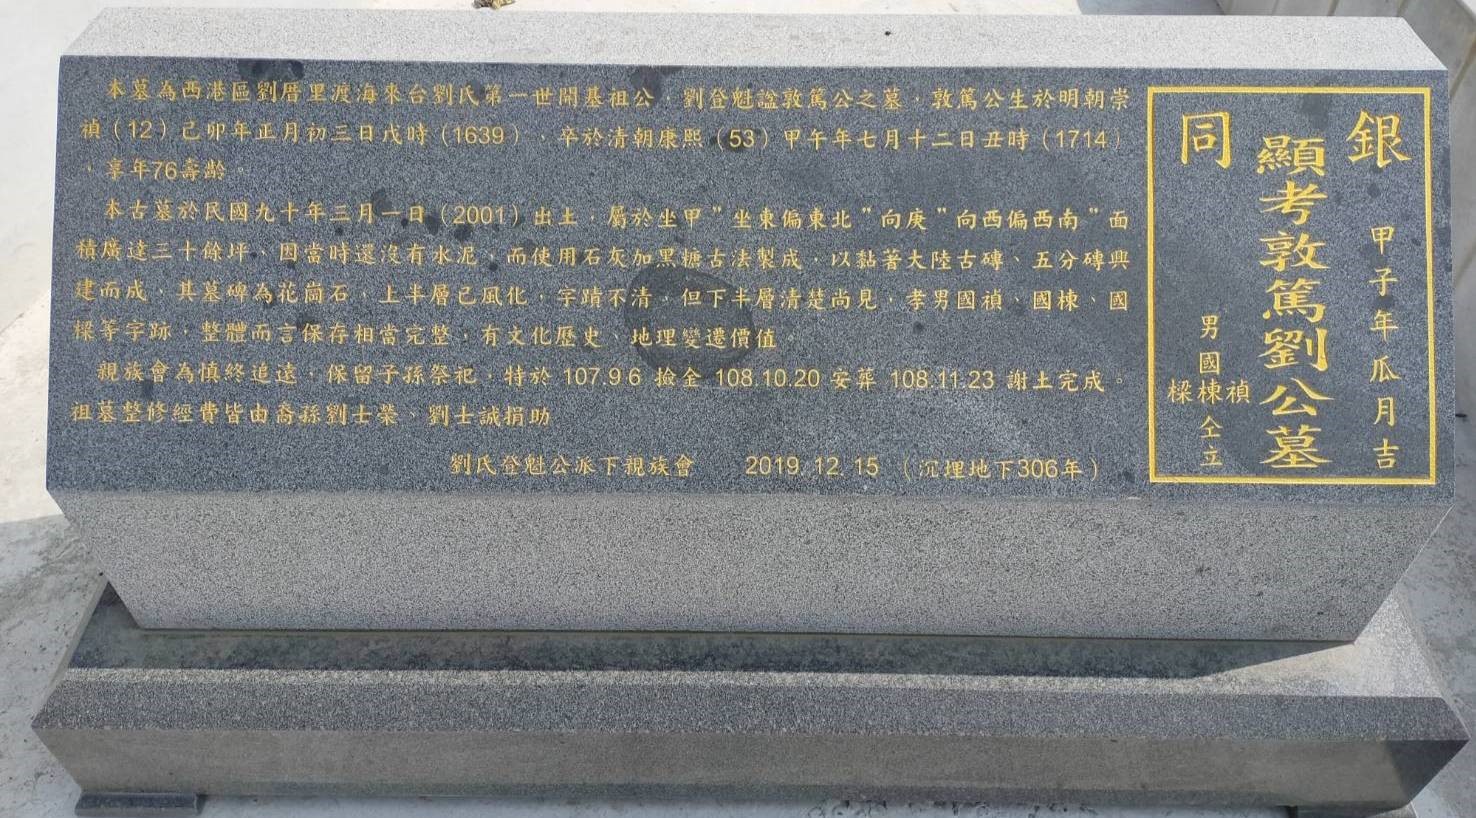 本墓為西港區劉厝里渡海來台劉氏第一世開基祖公，劉登魁諡敦篤公之墓，敦篤公生於明朝崇
禎（12）己卯年正月初三日戌時（1639）、卒於清朝康熙（53）甲午年七月十二日丑時（1714）
，享年76壽齡。
本古墓於民國九十年三月一日（2001）出土，屬於坐甲”坐東偏東北”向庚”向西偏西南”面
積廣達三十餘坪、因當時還沒有水泥、而使用石灰加黑糖古法製成，以黏著大陸古磚、五分磚興
建而成，其墓碑為花崗石，上半層已風化，字蹟不清，但下半層清楚尚見，孝男國禎、國棟、國
樑等字跡，整體而言保存相當完整，有文化歷史、地理變遷價值。
親族會為慎終追遠，保留子孫祭祀，特於 107.9 6 撿金 108.10.20 安葬 108.11.23 謝土完成。
祖墓整修經費皆由裔孫劉士榮、劉士誠捐助
劉氏登魁公派下親族會 2019.12.15 （沉埋地下306年）
銀同
甲子年瓜月吉
顯考敦篤劉公墓
男國禎棟樑仝立